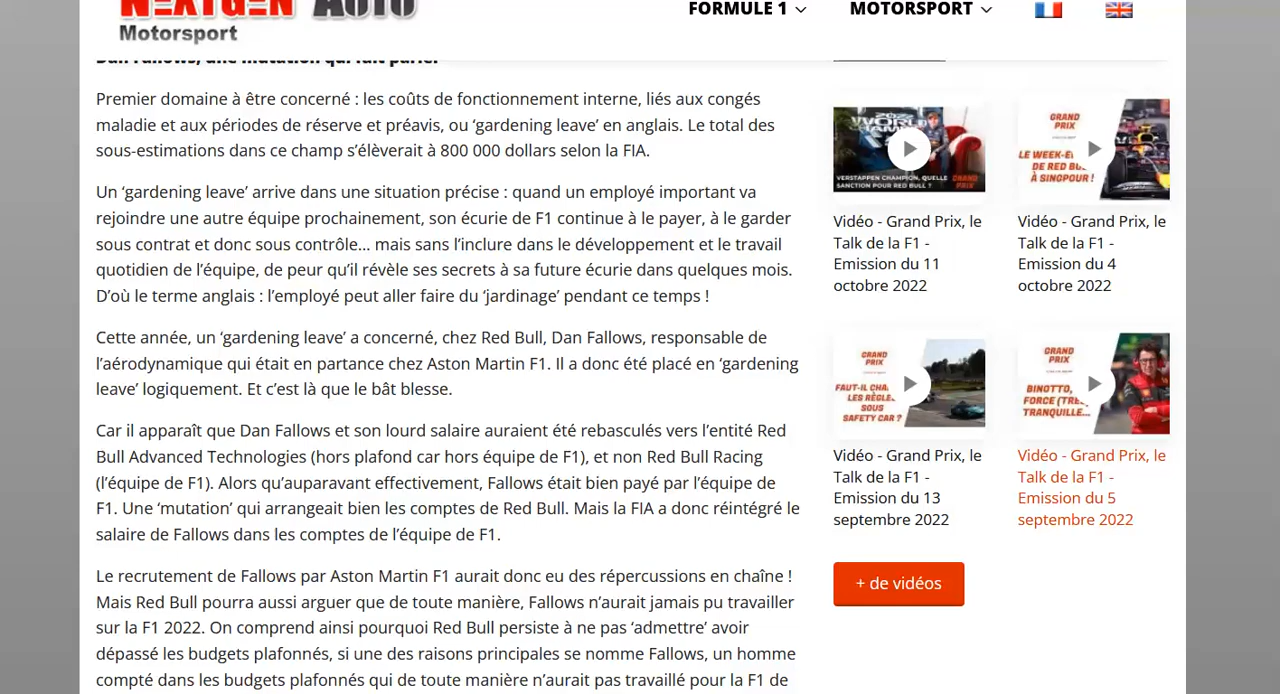 NEXTGEN AUTO
Motorsport
FORMULE 1
MOTORSPORT
Dan Fallows, une mutation qui fait parler
Premier domaine à être concerné : les coûts de fonctionnement interne, liés aux congés
maladie et aux périodes de réserve et préavis, ou ‘gardening leave’ en anglais. Le total des
sous-estimations dans ce champ s’élèverait à 800 000 dollars selon la FIA.
Un ‘gardening leave’ arrive dans une situation précise : quand un employé important va
rejoindre une autre équipe prochainement, son écurie de F1 continue à le payer, à le garder
sous contrat et donc sous contrôle… mais sans l’inclure dans le développement et le travail
quotidien de l’équipe, de peur qu’il révèle ses secrets à sa future écurie dans quelques mois.
D’où le terme anglais : l’employé peut aller faire du ‘jardinage’ pendant ce temps !
Cette année, un ‘gardening leave’ a concerné, chez Red Bull, Dan Fallows, responsable de
l’aérodynamique qui était en partance chez Aston Martin F1. Il a donc été placé en ‘gardening
leave’ logiquement. Et c’est là que le bât blesse.
Car il apparaît que Dan Fallows et son lourd salaire auraient été rebasculés vers l’entité Red
Bull Advanced Technologies (hors plafond car hors équipe de F1), et non Red Bull Racing
(l’équipe de F1). Alors qu’auparavant effectivement, Fallows était bien payé par l’équipe de
F1. Une ‘mutation’ qui arrangeait bien les comptes de Red Bull. Mais la FIA a donc réintégré le
salaire de Fallows dans les comptes de l’équipe de F1.
Le recrutement de Fallows par Aston Martin F1 aurait donc eu des répercussions en chaîne !
Mais Red Bull pourra aussi arguer que de toute manière, Fallows n’aurait jamais pu travailler
sur la F1 2022. On comprend ainsi pourquoi Red Bull persiste à ne pas ‘admettre’ avoir
dépassé les budgets plafonnés, si une des raisons principales se nomme Fallows, un homme
compté dans les budgets plafonnés qui de toute manière n’aurait pas travaillé pour la F1 de
WORLD
VERSTAPPEN CHAMPION, QUELLE
SANCTION POUR RED BULL ?
GRAND
PRIX
Vidéo - Grand Prix, le
Talk de la F1 -
Emission du 11
octobre 2022
GRAND
PRIX
LE WEEK-E
DE RED BU
À SINGPOUR !
Vidéo - Grand Prix, le
Talk de la F1 -
Emission du 4
octobre 2022
GRAND
PRIX
FAUT-IL CHA
LES RÈGLE
SOUS
SAFETY CAR ?
Vidéo - Grand Prix, le
Talk de la F1 -
Emission du 13
septembre 2022
GRAND
PRIX
BINOTTO,
FORCE (TRE
TRANQUILLE...
Vidéo - Grand Prix, le
Talk de la F1 -
Emission du 5
septembre 2022
+ de vidéos